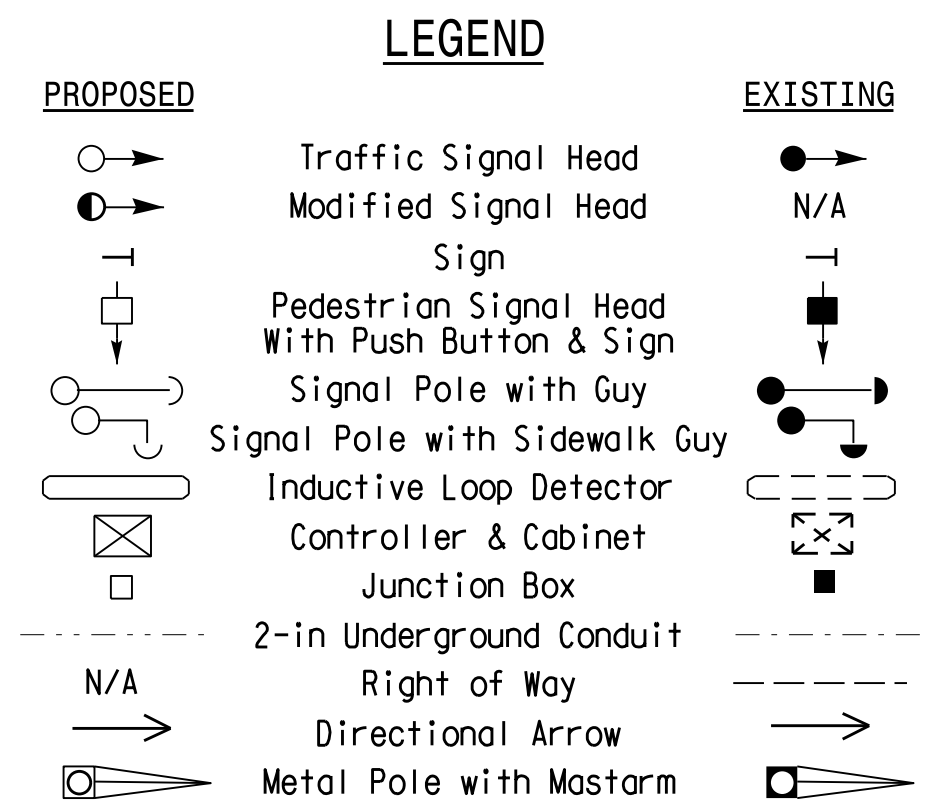 LEGEND
PROPOSED EXISTING
Traffic Signal Head
Modified Signal Head N/A
Sign
Pedestrian Signal Head
With Push Button & Sign
Signal Pole with Guy
Signal Pole with Sidewalk Guy
Inductive Loop Detector
Controller & Cabinet
Junction Box
2-in Underground Conduit
N/A Right of Way
Directional Arrow
Metal Pole with Mastarm